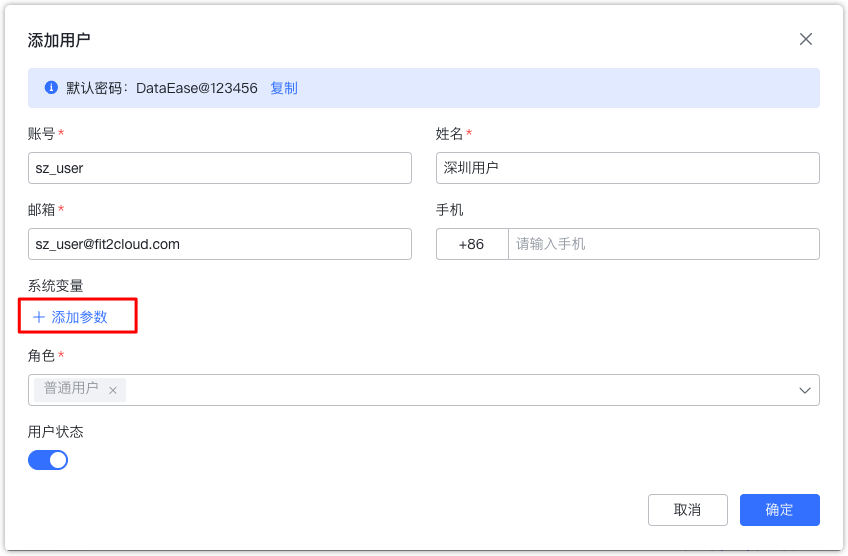 添加用户
默认密码：DataEase@123456 复制
账号* 姓名*
sz_user 深圳用户
邮箱* 手机
sz_user@fit2cloud.com +86 请输入手机
系统变量
+ 添加参数
角色*
普通用户 ×
用户状态
取消 确定